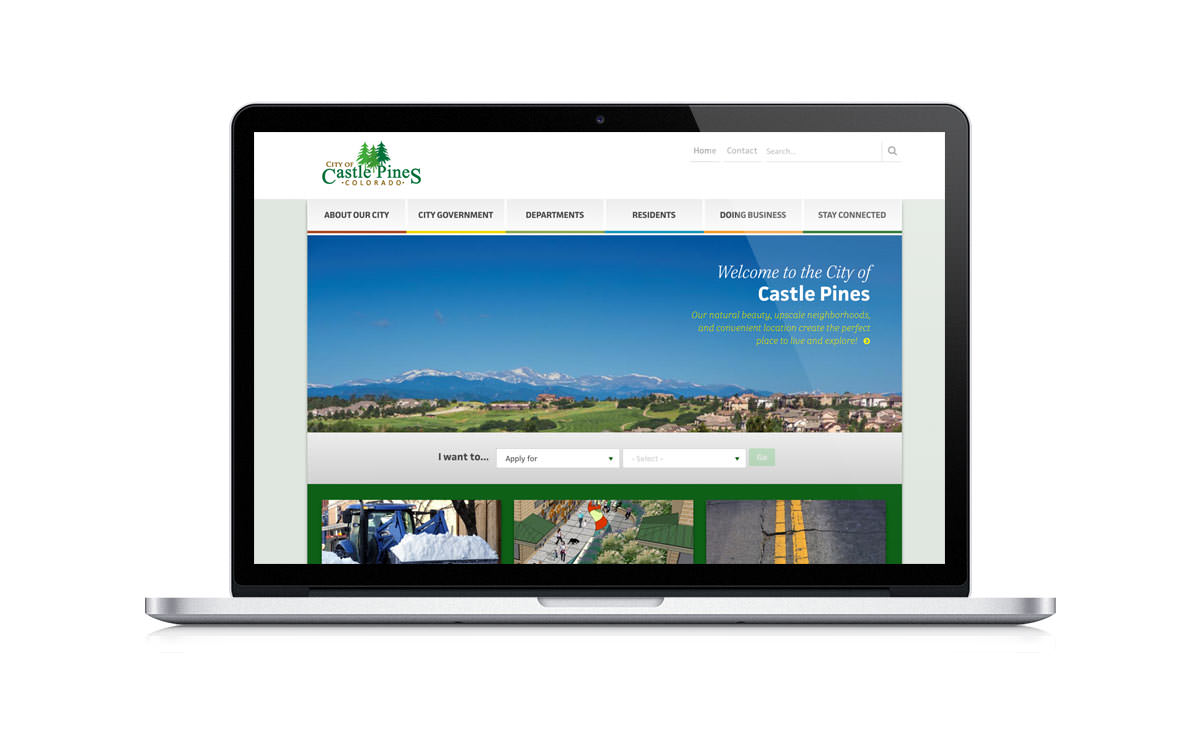 CITY OF
Castle Pines
·COLORADO·
Home
Contact
Search...
ABOUT OUR CITY
CITY GOVERNMENT
DEPARTMENTS
RESIDENTS
DOING BUSINESS
STAY CONNECTED
Welcome to the City of
Castle Pines
Our natural beauty, upscale neighborhoods,
and convenient location create the perfect
place to live and explore!
I want to...
Apply for
- Select -
Go